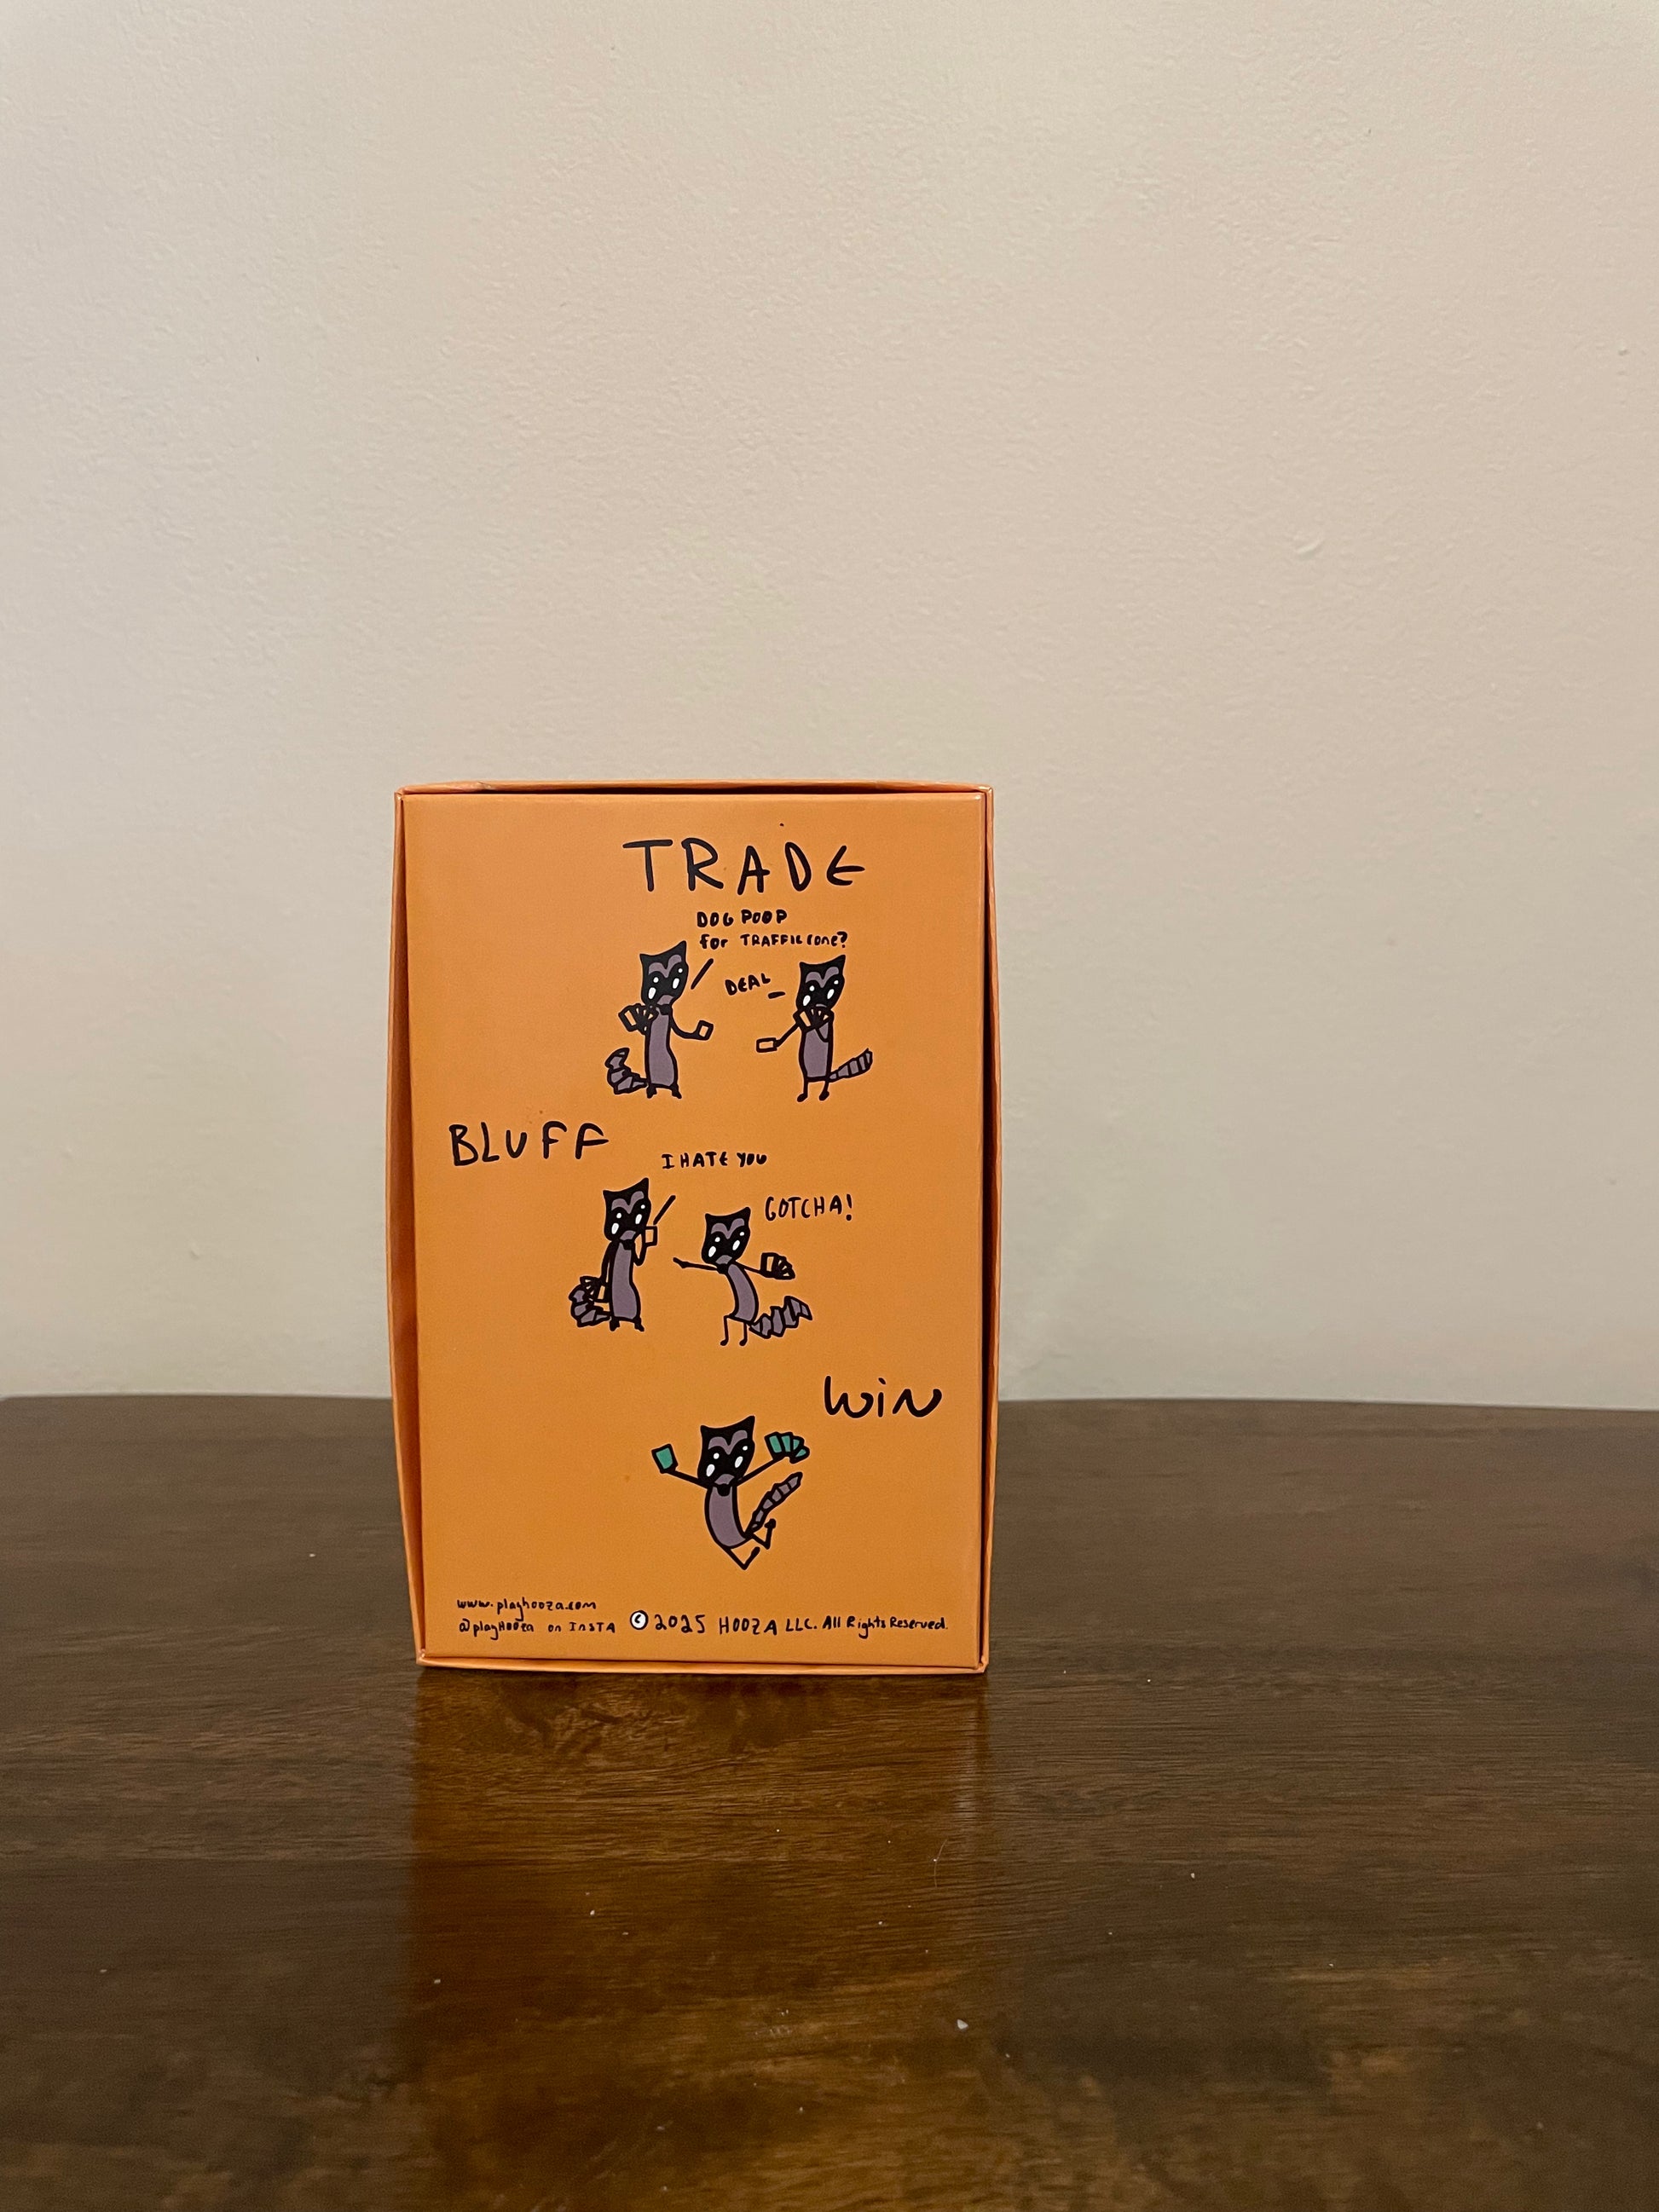 TRADE
DOG POOP
for TRAFFIC CONE?
DEAL
BLUFF
I HATE YOU
GOTCHA!
WiN
www.playhooza.com
@playHooza on InSTA
© 2025 HOOZA LLC. All Rights Reserved.